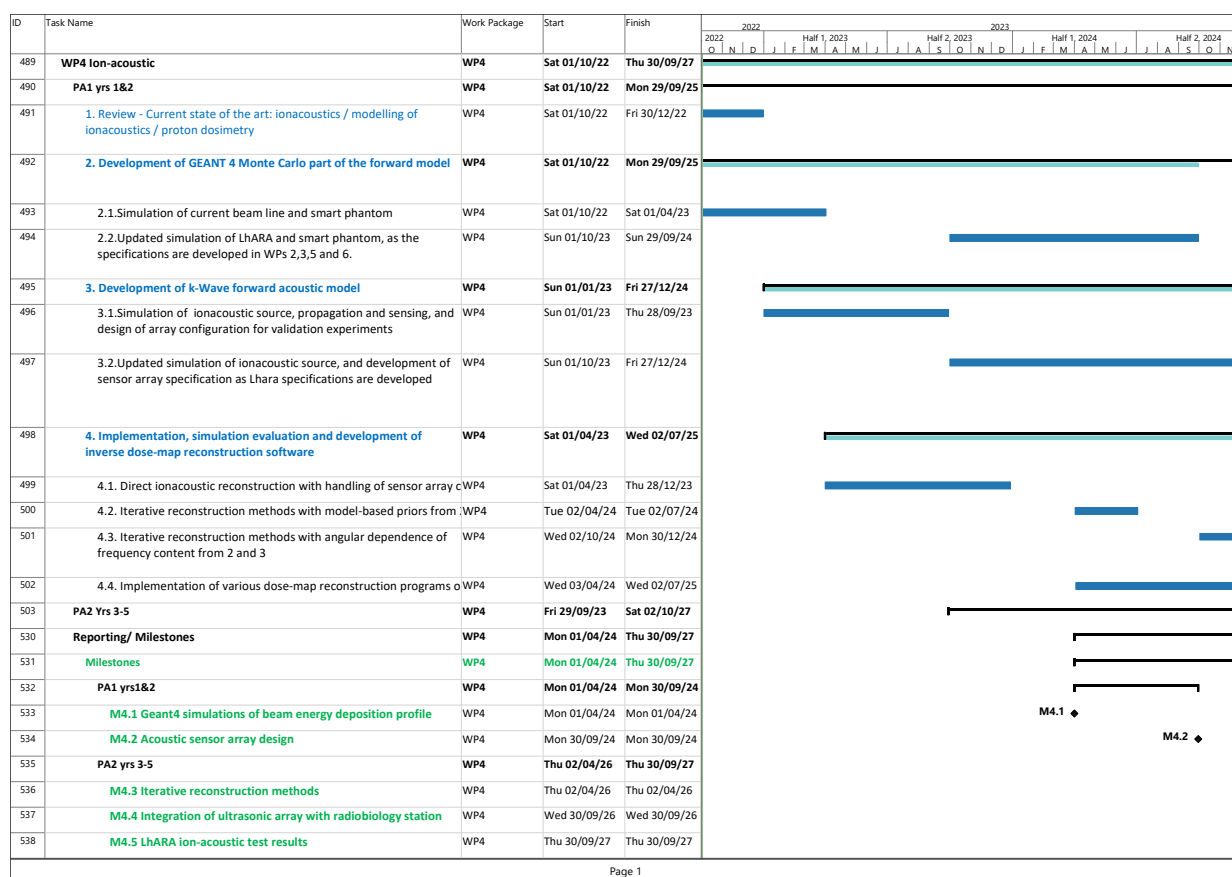 ID Task Name Work Package Start Finish 2022 2023
2022 Half 1, 2023 Half 2, 2023 Half 1, 2024 Half 2, 2024
O N D J F M A M J J A S O N D J F M A M J J A S O N
489 WP4 Ion-acoustic WP4 Sat 01/10/22 Thu 30/09/27
490 PA1 yrs 1&2 WP4 Sat 01/10/22 Mon 29/09/25
491 1. Review - Current state of the art: ionacoustics / modelling of WP4 Sat 01/10/22 Fri 30/12/22
ionacoustics / proton dosimetry
492 2. Development of GEANT 4 Monte Carlo part of the forward model WP4 Sat 01/10/22 Mon 29/09/25
493 2.1.Simulation of current beam line and smart phantom WP4 Sat 01/10/22 Sat 01/04/23
494 2.2.Updated simulation of LhARA and smart phantom, as the WP4 Sun 01/10/23 Sun 29/09/24
specifications are developed in WPs 2,3,5 and 6.
495 3. Development of k-Wave forward acoustic model WP4 Sun 01/01/23 Fri 27/12/24
496 3.1.Simulation of ionacoustic source, propagation and sensing, and WP4 Sun 01/01/23 Thu 28/09/23
design of array configuration for validation experiments
497 3.2.Updated simulation of ionacoustic source, and development of WP4 Sun 01/10/23 Fri 27/12/24
sensor array specification as Lhara specifications are developed
498 4. Implementation, simulation evaluation and development of WP4 Sat 01/04/23 Wed 02/07/25
inverse dose-map reconstruction software
499 4.1. Direct ionacoustic reconstruction with handling of sensor array WP4 Sat 01/04/23 Thu 28/12/23
500 4.2. Iterative reconstruction methods with model-based priors from WP4 Tue 02/04/24 Tue 02/07/24
501 4.3. Iterative reconstruction methods with angular dependence of WP4 Wed 02/10/24 Mon 30/12/24
frequency content from 2 and 3
502 4.4. Implementation of various dose-map reconstruction programs o WP4 Wed 03/04/24 Wed 02/07/25
503 PA2 Yrs 3-5 WP4 Fri 29/09/23 Sat 02/10/27
530 Reporting/ Milestones WP4 Mon 01/04/24 Thu 30/09/27
531 Milestones WP4 Mon 01/04/24 Thu 30/09/27
532 PA1 yrs1&2 WP4 Mon 01/04/24 Mon 30/09/24
533 M4.1 Geant4 simulations of beam energy deposition profile WP4 Mon 01/04/24 Mon 01/04/24 M4.1
534 M4.2 Acoustic sensor array design WP4 Mon 30/09/24 Mon 30/09/24 M4.2
535 PA2 yrs 3-5 WP4 Thu 02/04/26 Thu 30/09/27
536 M4.3 Iterative reconstruction methods WP4 Thu 02/04/26 Thu 02/04/26
537 M4.4 Integration of ultrasonic array with radiobiology station WP4 Wed 30/09/26 Wed 30/09/26
538 M4.5 LhARA ion-acoustic test results WP4 Thu 30/09/27 Thu 30/09/27
Page 1